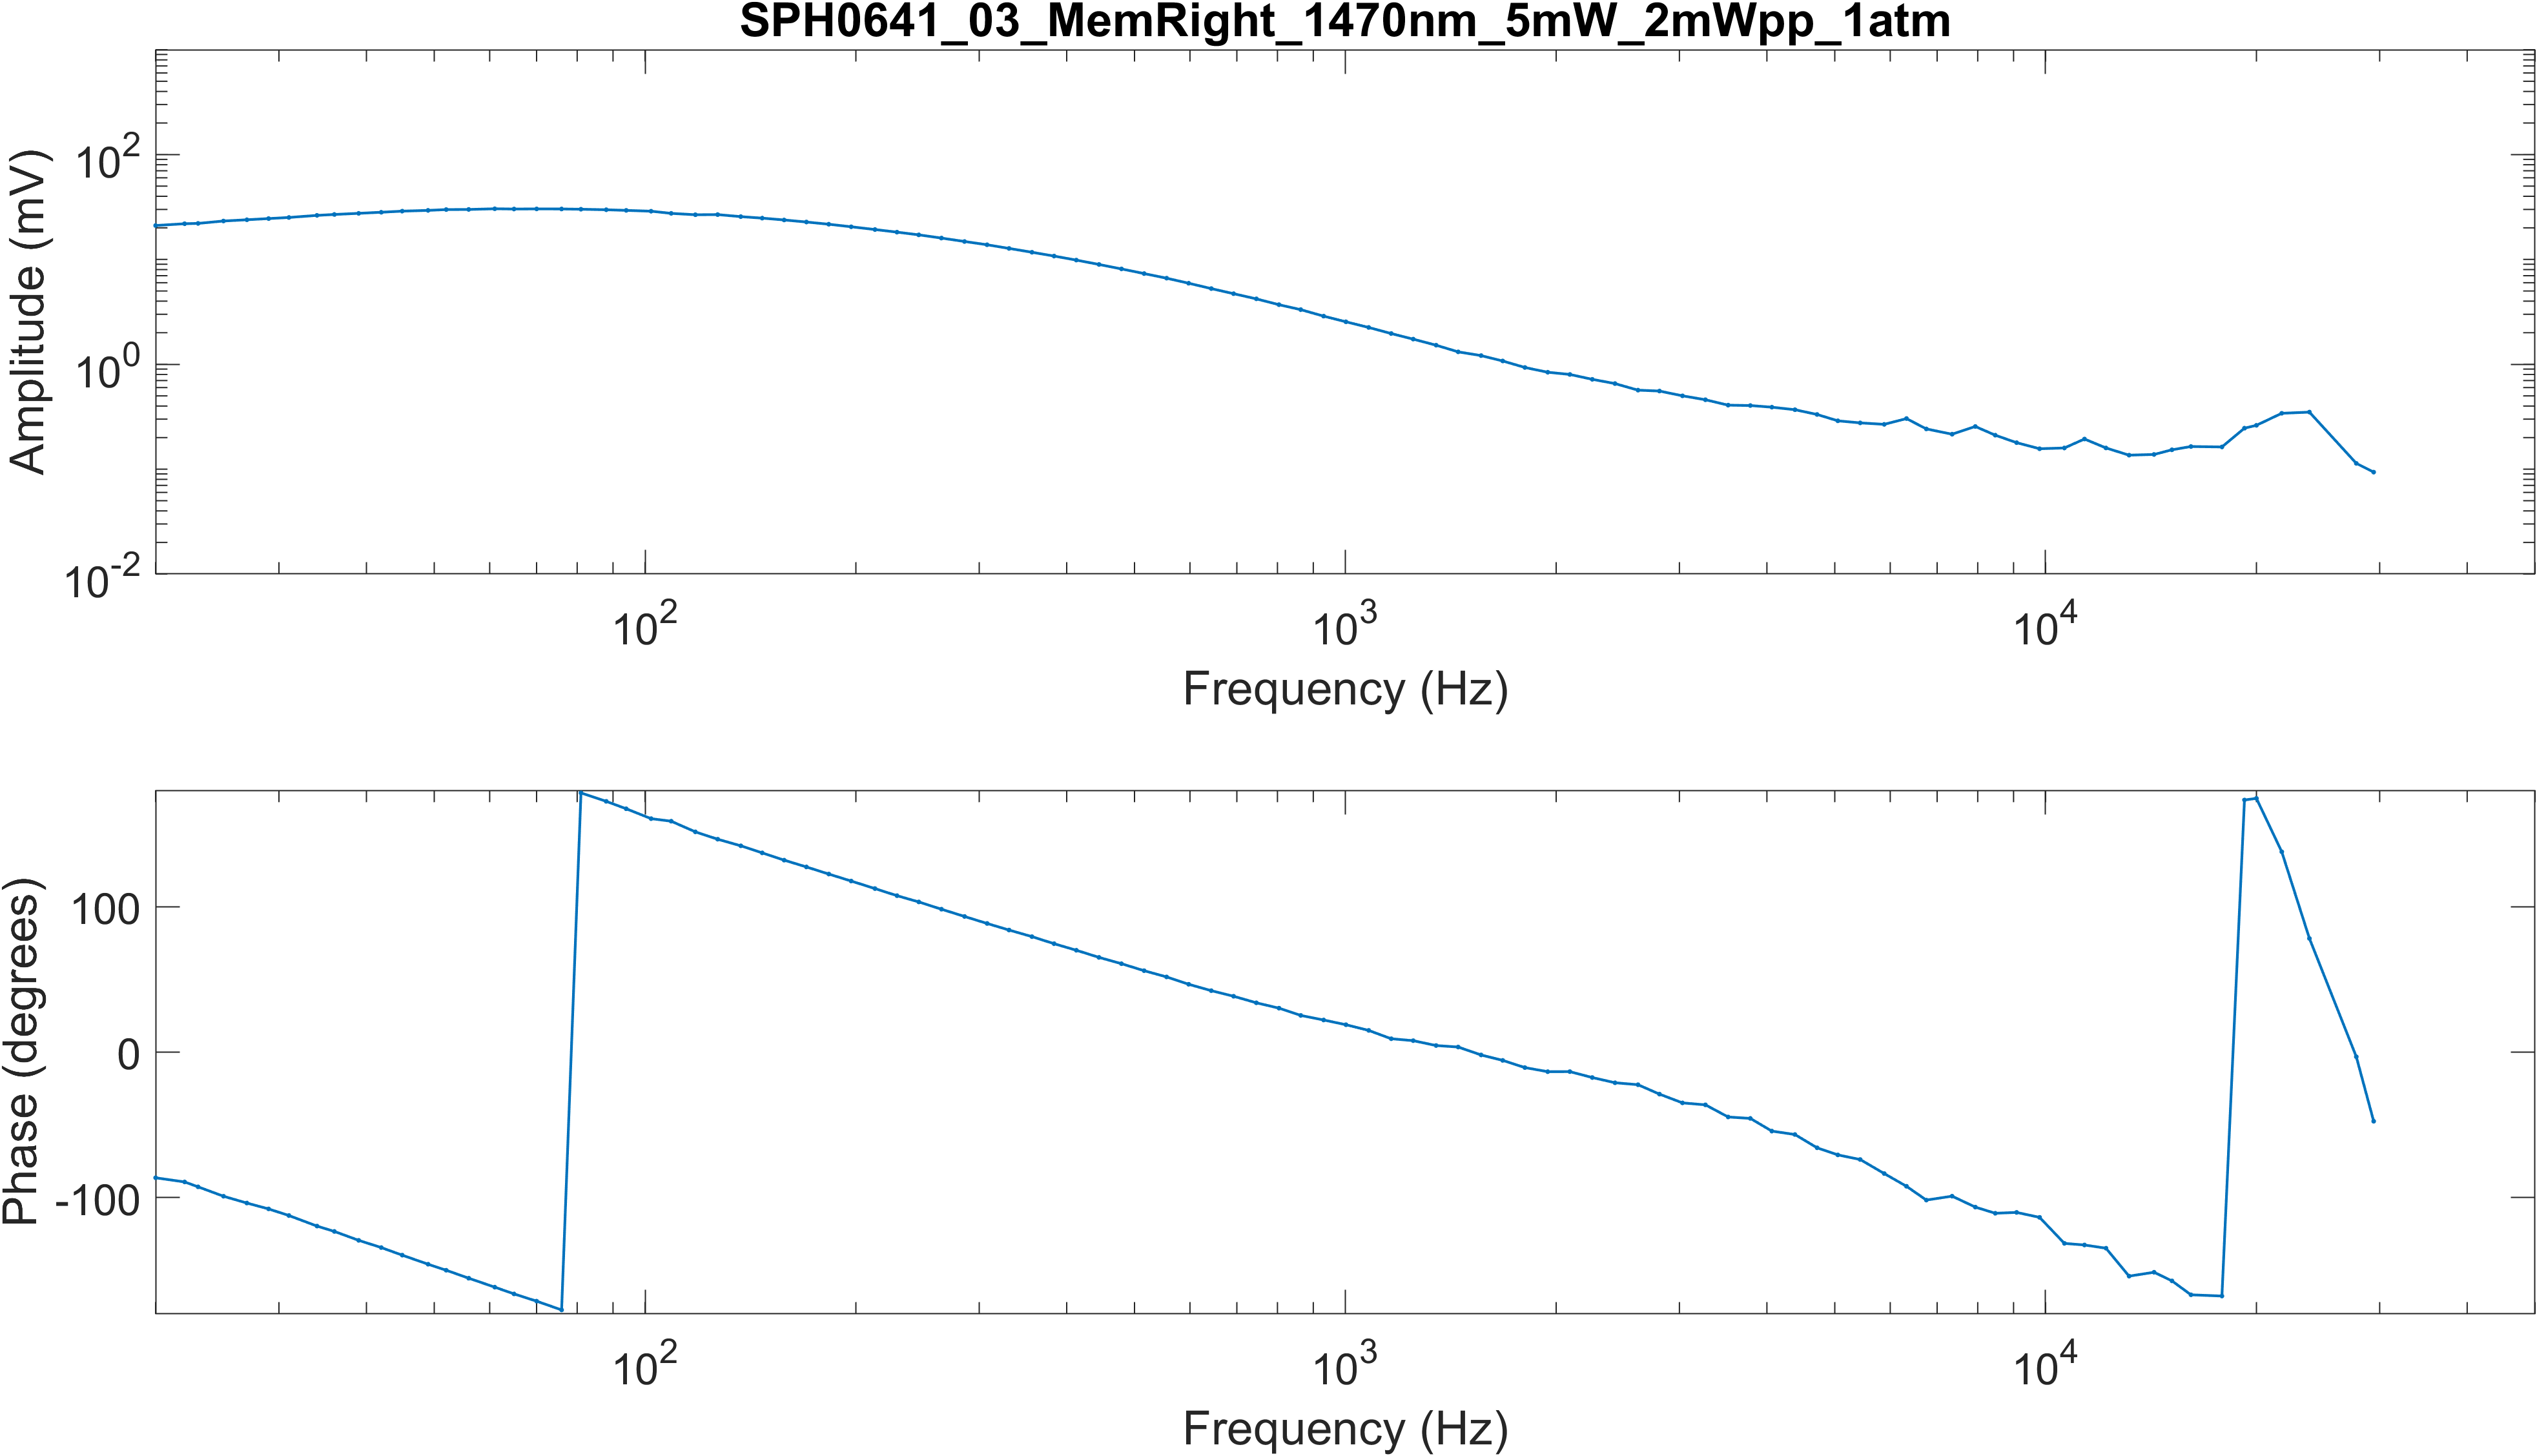 SPH0641_03_MemRight_1470nm_5mW_2mWpp_1atm
Amplitude (mV)
10^2
10^0
10^-2
10^2 10^3 10^4
Frequency (Hz)
Phase (degrees)
100
0
-100
10^2 10^3 10^4
Frequency (Hz)